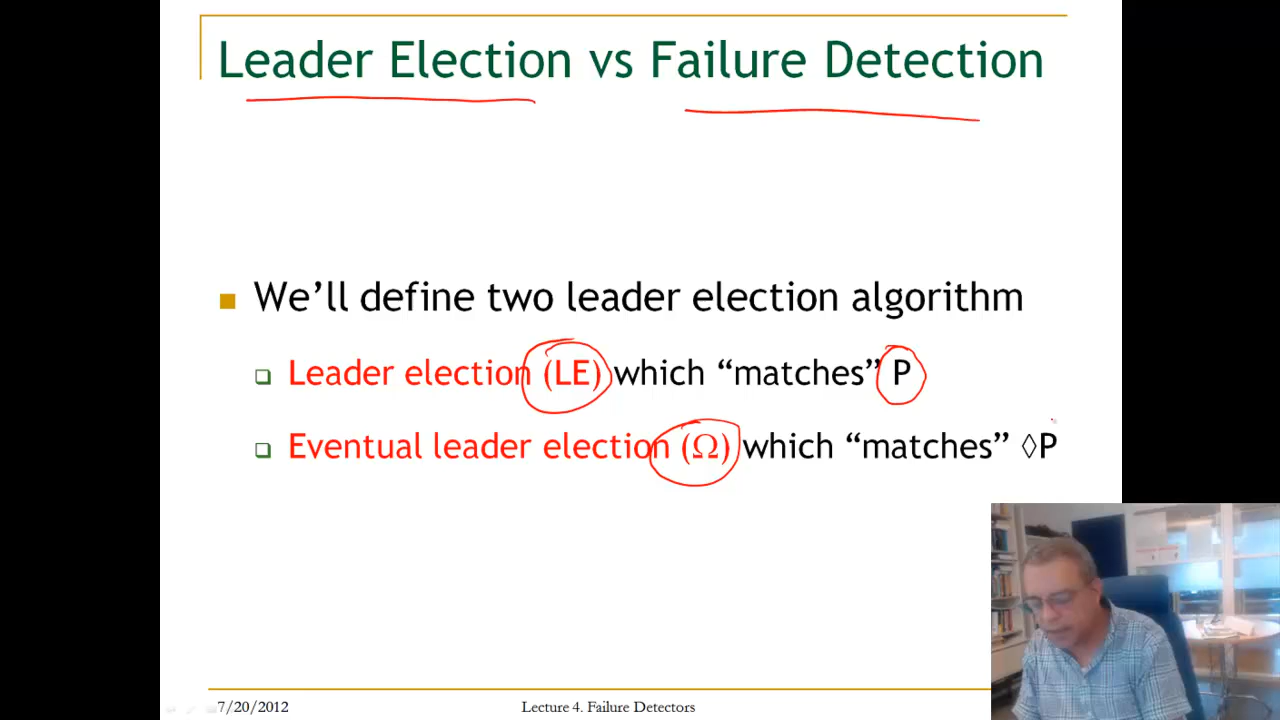 Leader Election vs Failure Detection
We’ll define two leader election algorithm
Leader election (LE) which “matches” P
Eventual leader election (Ω) which “matches” ◊P
7/20/2012
Lecture 4. Failure Detectors